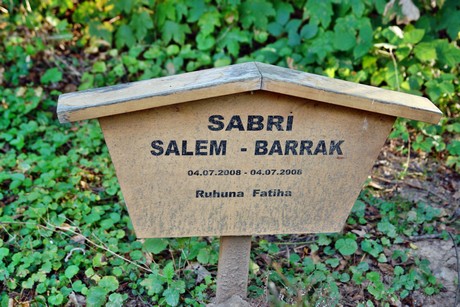 SABRİ
SALEM - BARRAK
04.07.2008 - 04.07.2008
Ruhuna Fatiha